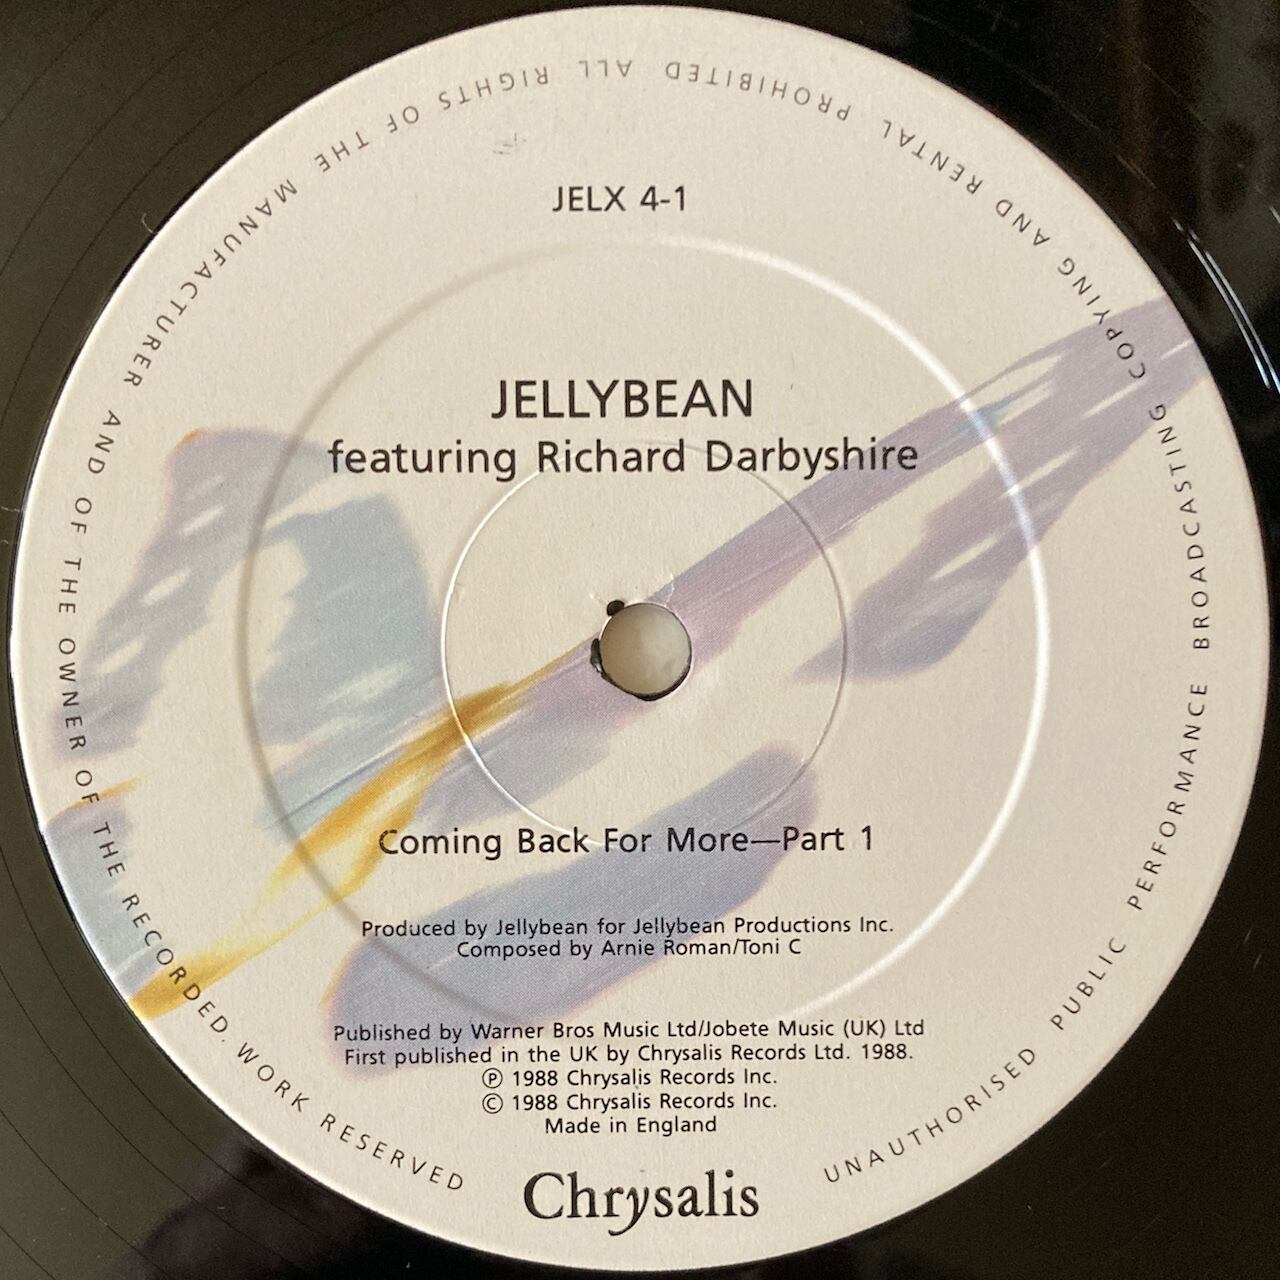 JELX 4-1
JELLYBEAN
featuring Richard Darbyshire
Coming Back For More—Part 1
Produced by Jellybean for Jellybean Productions Inc.
Composed by Arnie Roman/Toni C
Published by Warner Bros Music Ltd/Jobete Music (UK) Ltd
First published in the UK by Chrysalis Records Ltd. 1988.
Ⓟ 1988 Chrysalis Records Inc.
© 1988 Chrysalis Records Inc.
Made in England
Chrysalis
UNAUTHORISED PUBLIC PERFORMANCE BROADCASTING COPYING AND RENTAL PROHIBITED ALL RIGHTS OF THE MANUFACTURER AND OF THE OWNER OF THE RECORDED. WORK RESERVED